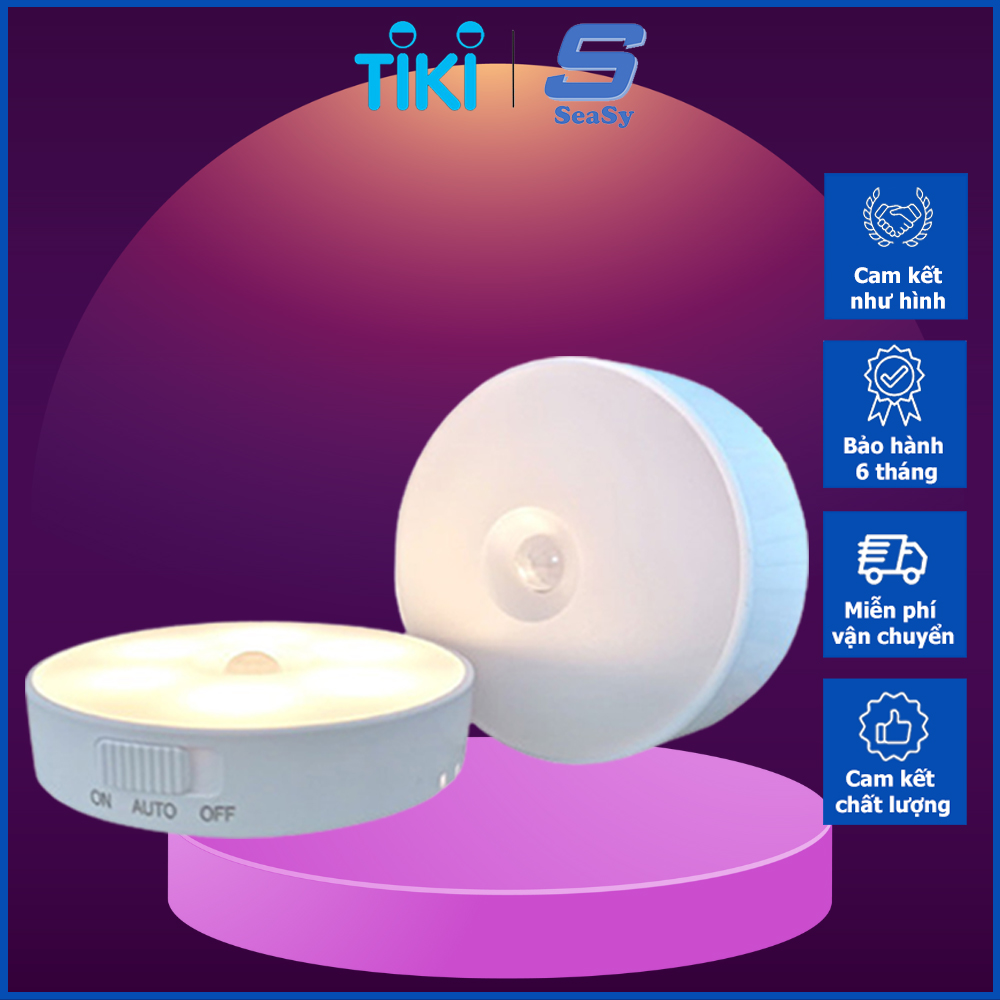 TiKi
SeaSy
Cam kết
như hình
Bảo hành
6 tháng
Miễn phí
vận chuyển
Cam kết
chất lượng
ON AUTO OFF